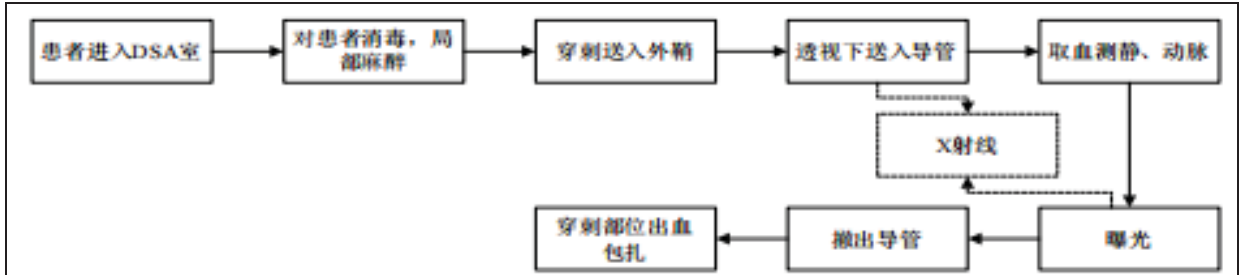 患者进入DSA室
对患者消毒，局
部麻醉
穿刺送入外鞘
透视下送入导管
取血测静、动脉
X射线
穿刺部位出血
包扎
撤出导管
曝光